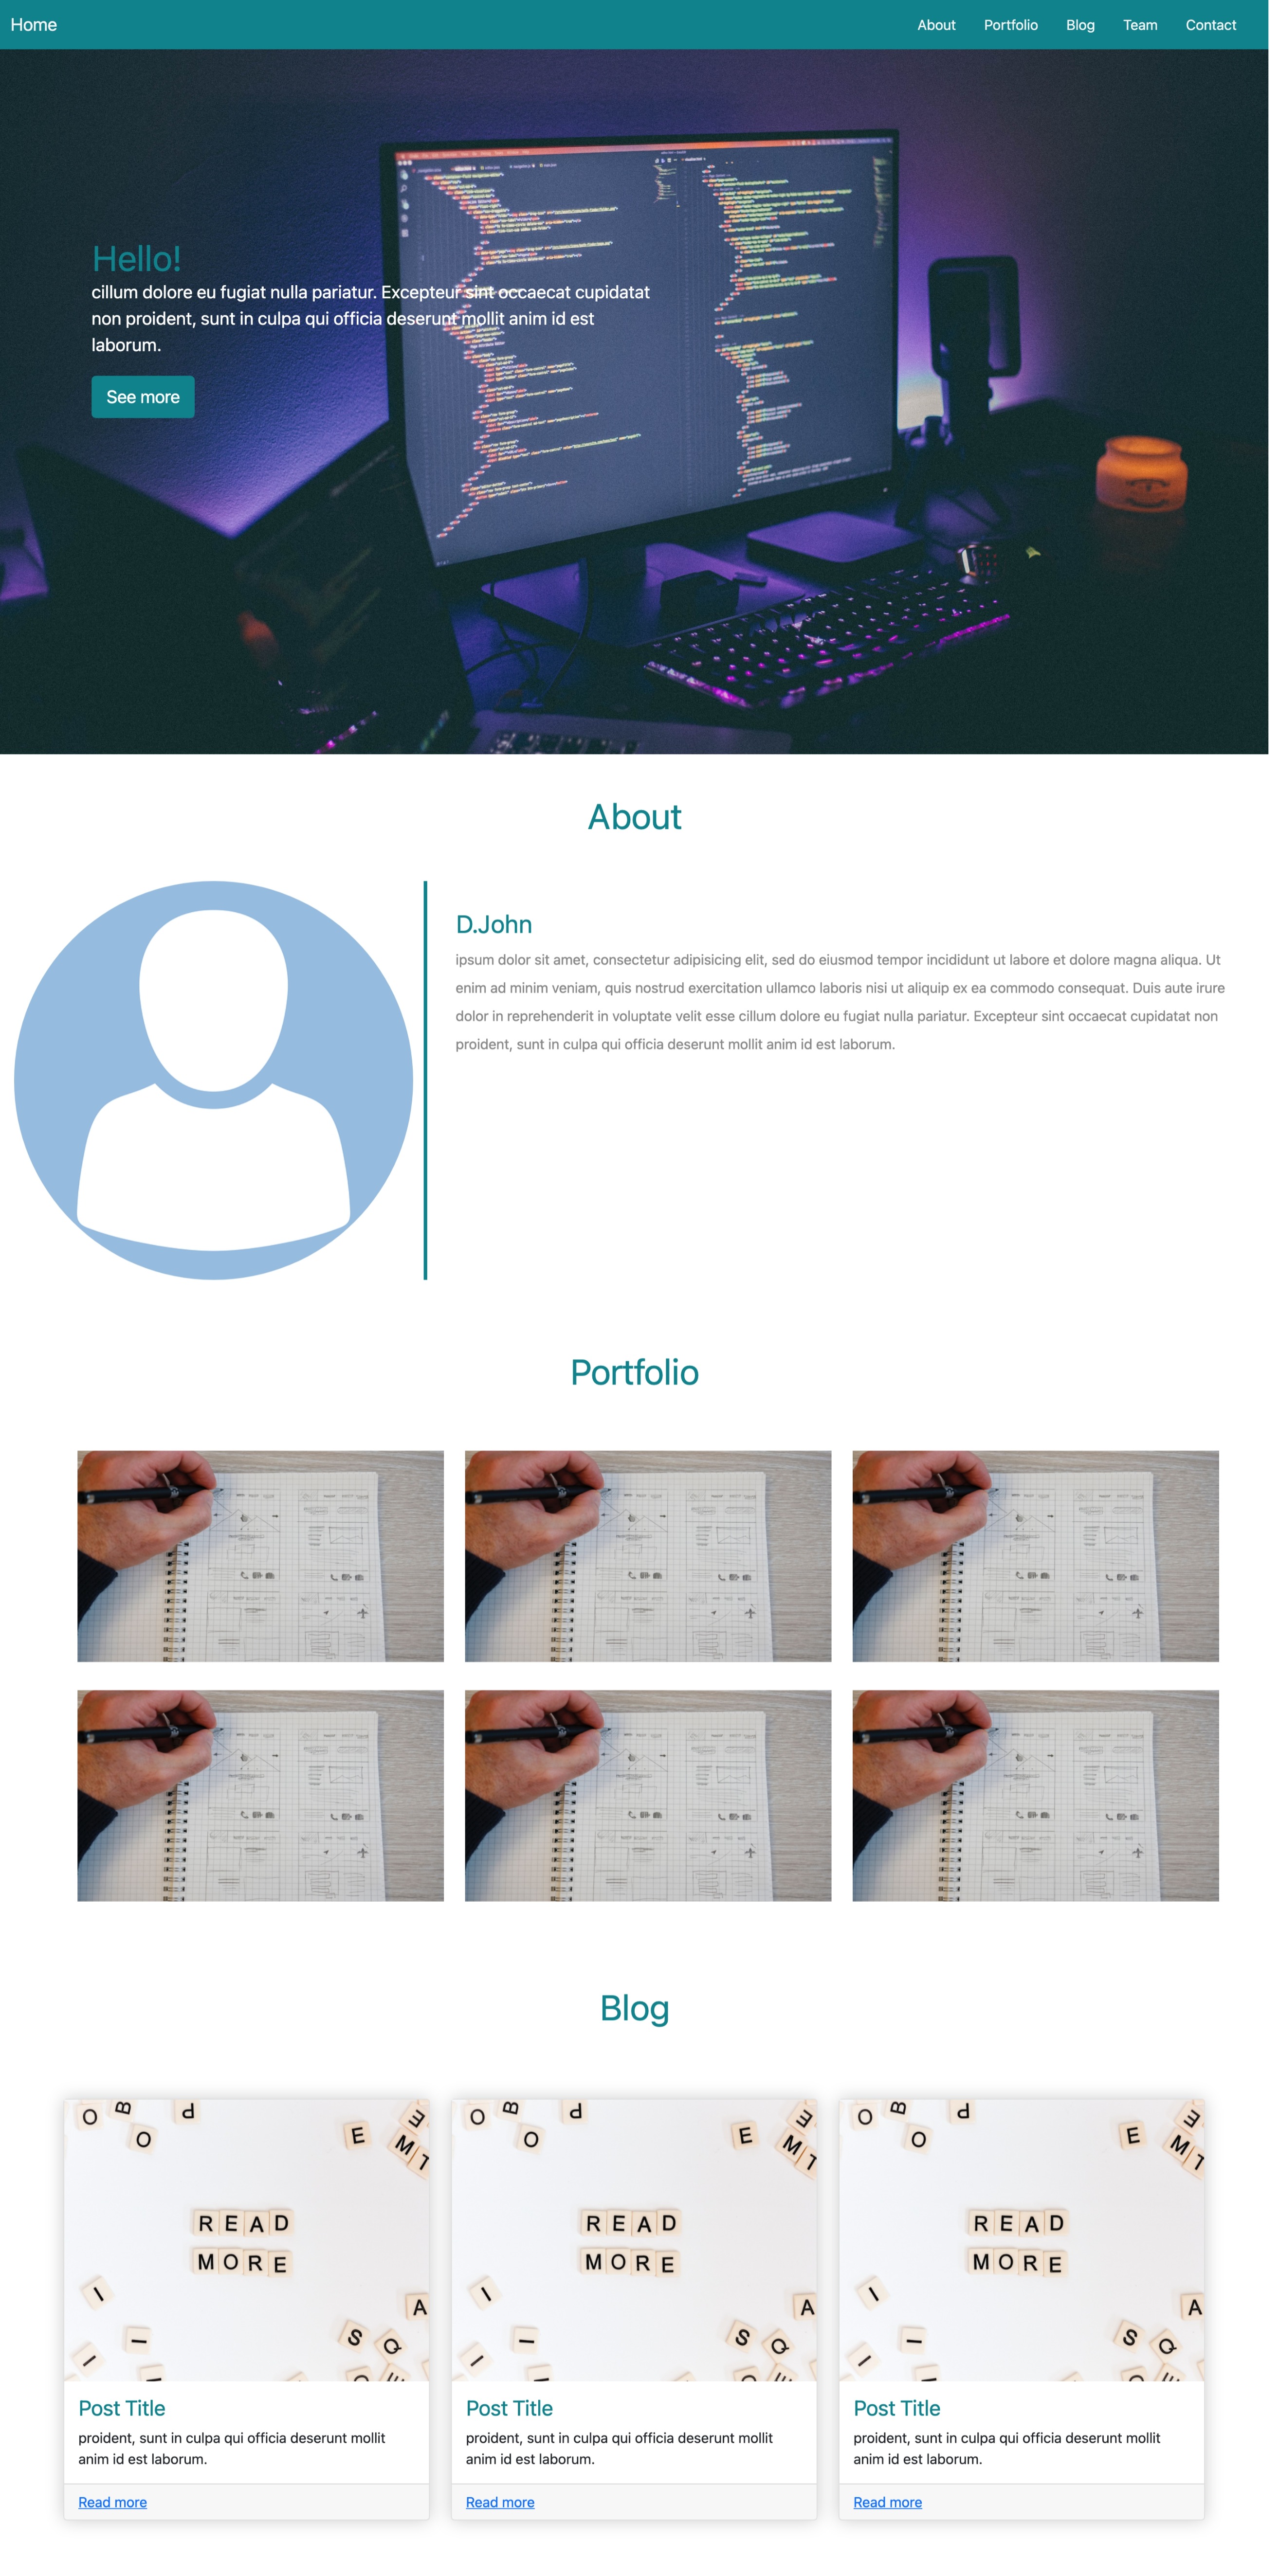 Home
About Portfolio Blog Team Contact
Hello!
cillum dolore eu fugiat nulla pariatur. Excepteur sint occaecat cupidatat
non proident, sunt in culpa qui officia deserunt mollit anim id est
laborum.
See more
About
D.John
ipsum dolor sit amet, consectetur adipisicing elit, sed do eiusmod tempor incididunt ut labore et dolore magna aliqua. Ut
enim ad minim veniam, quis nostrud exercitation ullamco laboris nisi ut aliquip ex ea commodo consequat. Duis aute irure
dolor in reprehenderit in voluptate velit esse cillum dolore eu fugiat nulla pariatur. Excepteur sint occaecat cupidatat non
proident, sunt in culpa qui officia deserunt mollit anim id est laborum.
Portfolio
Blog
READ
MORE
Post Title
proident, sunt in culpa qui officia deserunt mollit
anim id est laborum.
Read more
READ
MORE
Post Title
proident, sunt in culpa qui officia deserunt mollit
anim id est laborum.
Read more
READ
MORE
Post Title
proident, sunt in culpa qui officia deserunt mollit
anim id est laborum.
Read more